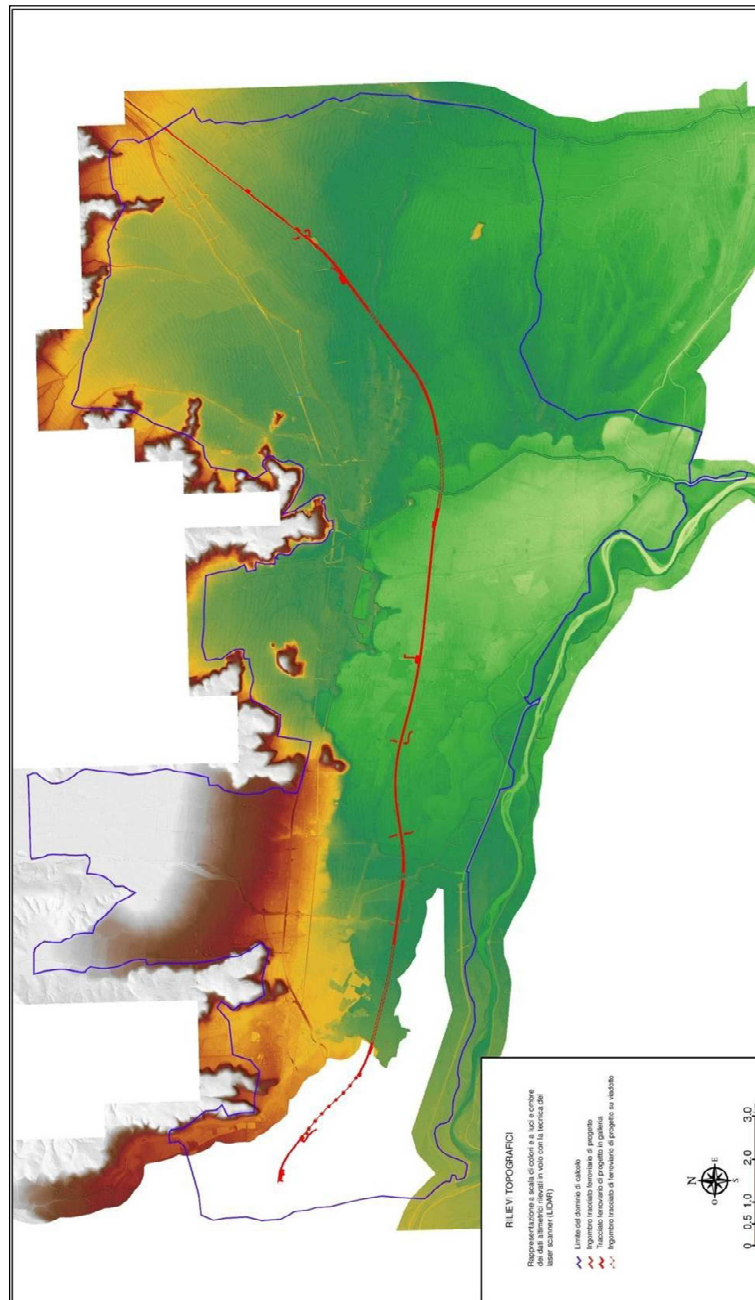 RILIEVI TOPOGRAFICI
Rappresentazione a scala di colori e a luci e ombre
dei dati altimetrici rilevati in volo con la tecnica del
laser scanner (LIDAR)
Limite del dominio di calcolo
Ingombro tracciato ferroviario di progetto
Tracciato ferroviario di progetto in galleria
Ingombro tracciato di ferroviario di progetto su viadotto
N
O
E
S
0 0,5 1,0 2,0 3,0